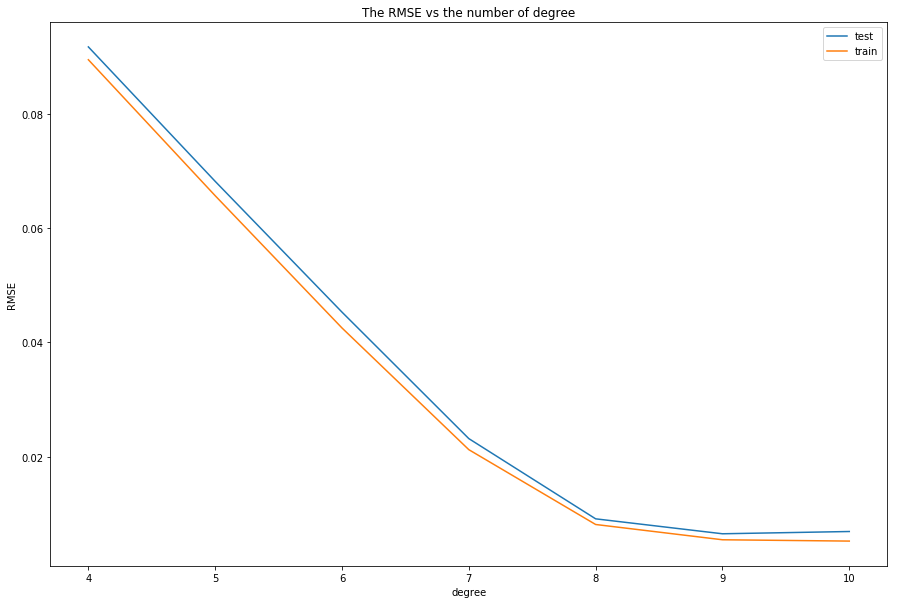 The RMSE vs the number of degree
test
train
0.08
0.06
0.04
0.02
RMSE
4 5 6 7 8 9 10
degree